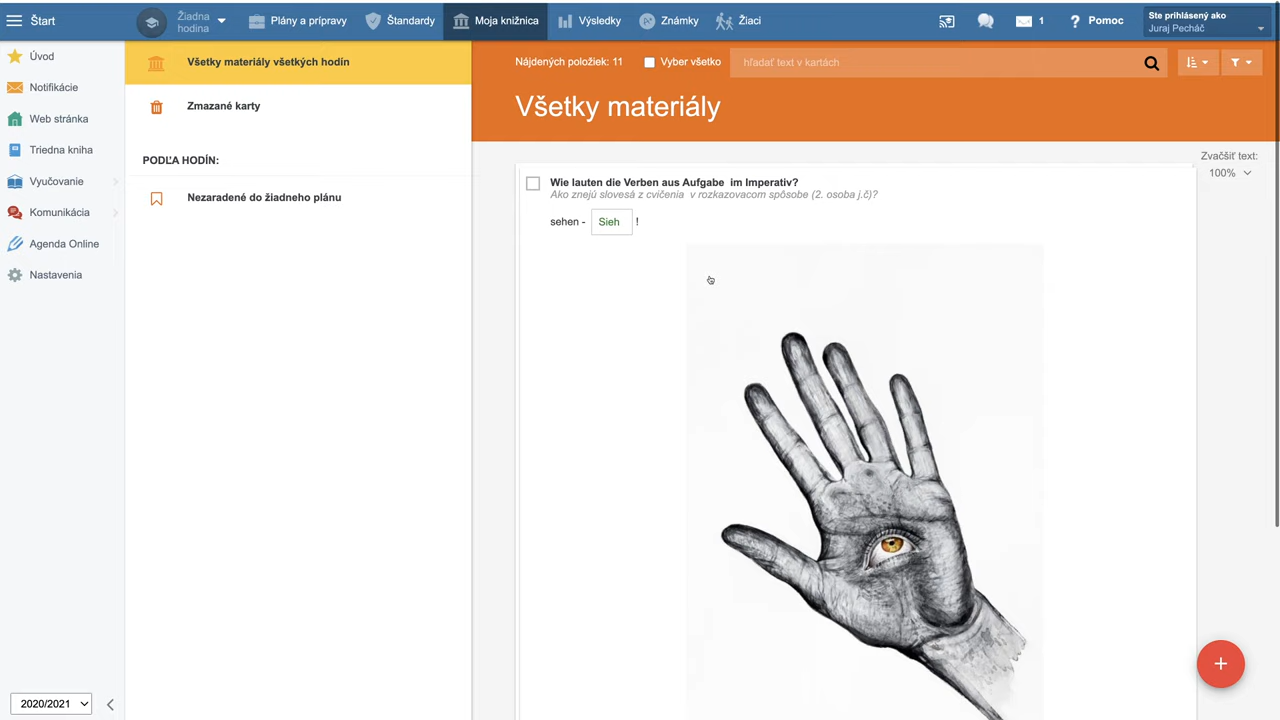 Štart
Žiadna hodina
Plány a prípravy
Štandardy
Moja knižnica
Výsledky
Známky
Žiaci
1
? Pomoc
Ste prihlásený ako
Juraj Pecháč
Úvod
Notifikácie
Web stránka
Triedna kniha
Vyučovanie
Komunikácia
Agenda Online
Nastavenia
2020/2021
Všetky materiály všetkých hodín
Zmazané karty
PODĽA HODÍN:
Nezaradené do žiadneho plánu
Nájdených položiek: 11
Vyber všetko
hľadať text v kartách
Všetky materiály
Zväčšiť text:
100%
Wie lauten die Verben aus Aufgabe im Imperativ?
Ako znejú slovesá z cvičenia v rozkazovacom spôsobe (2. osoba j.č)?
sehen - Sieh !
+